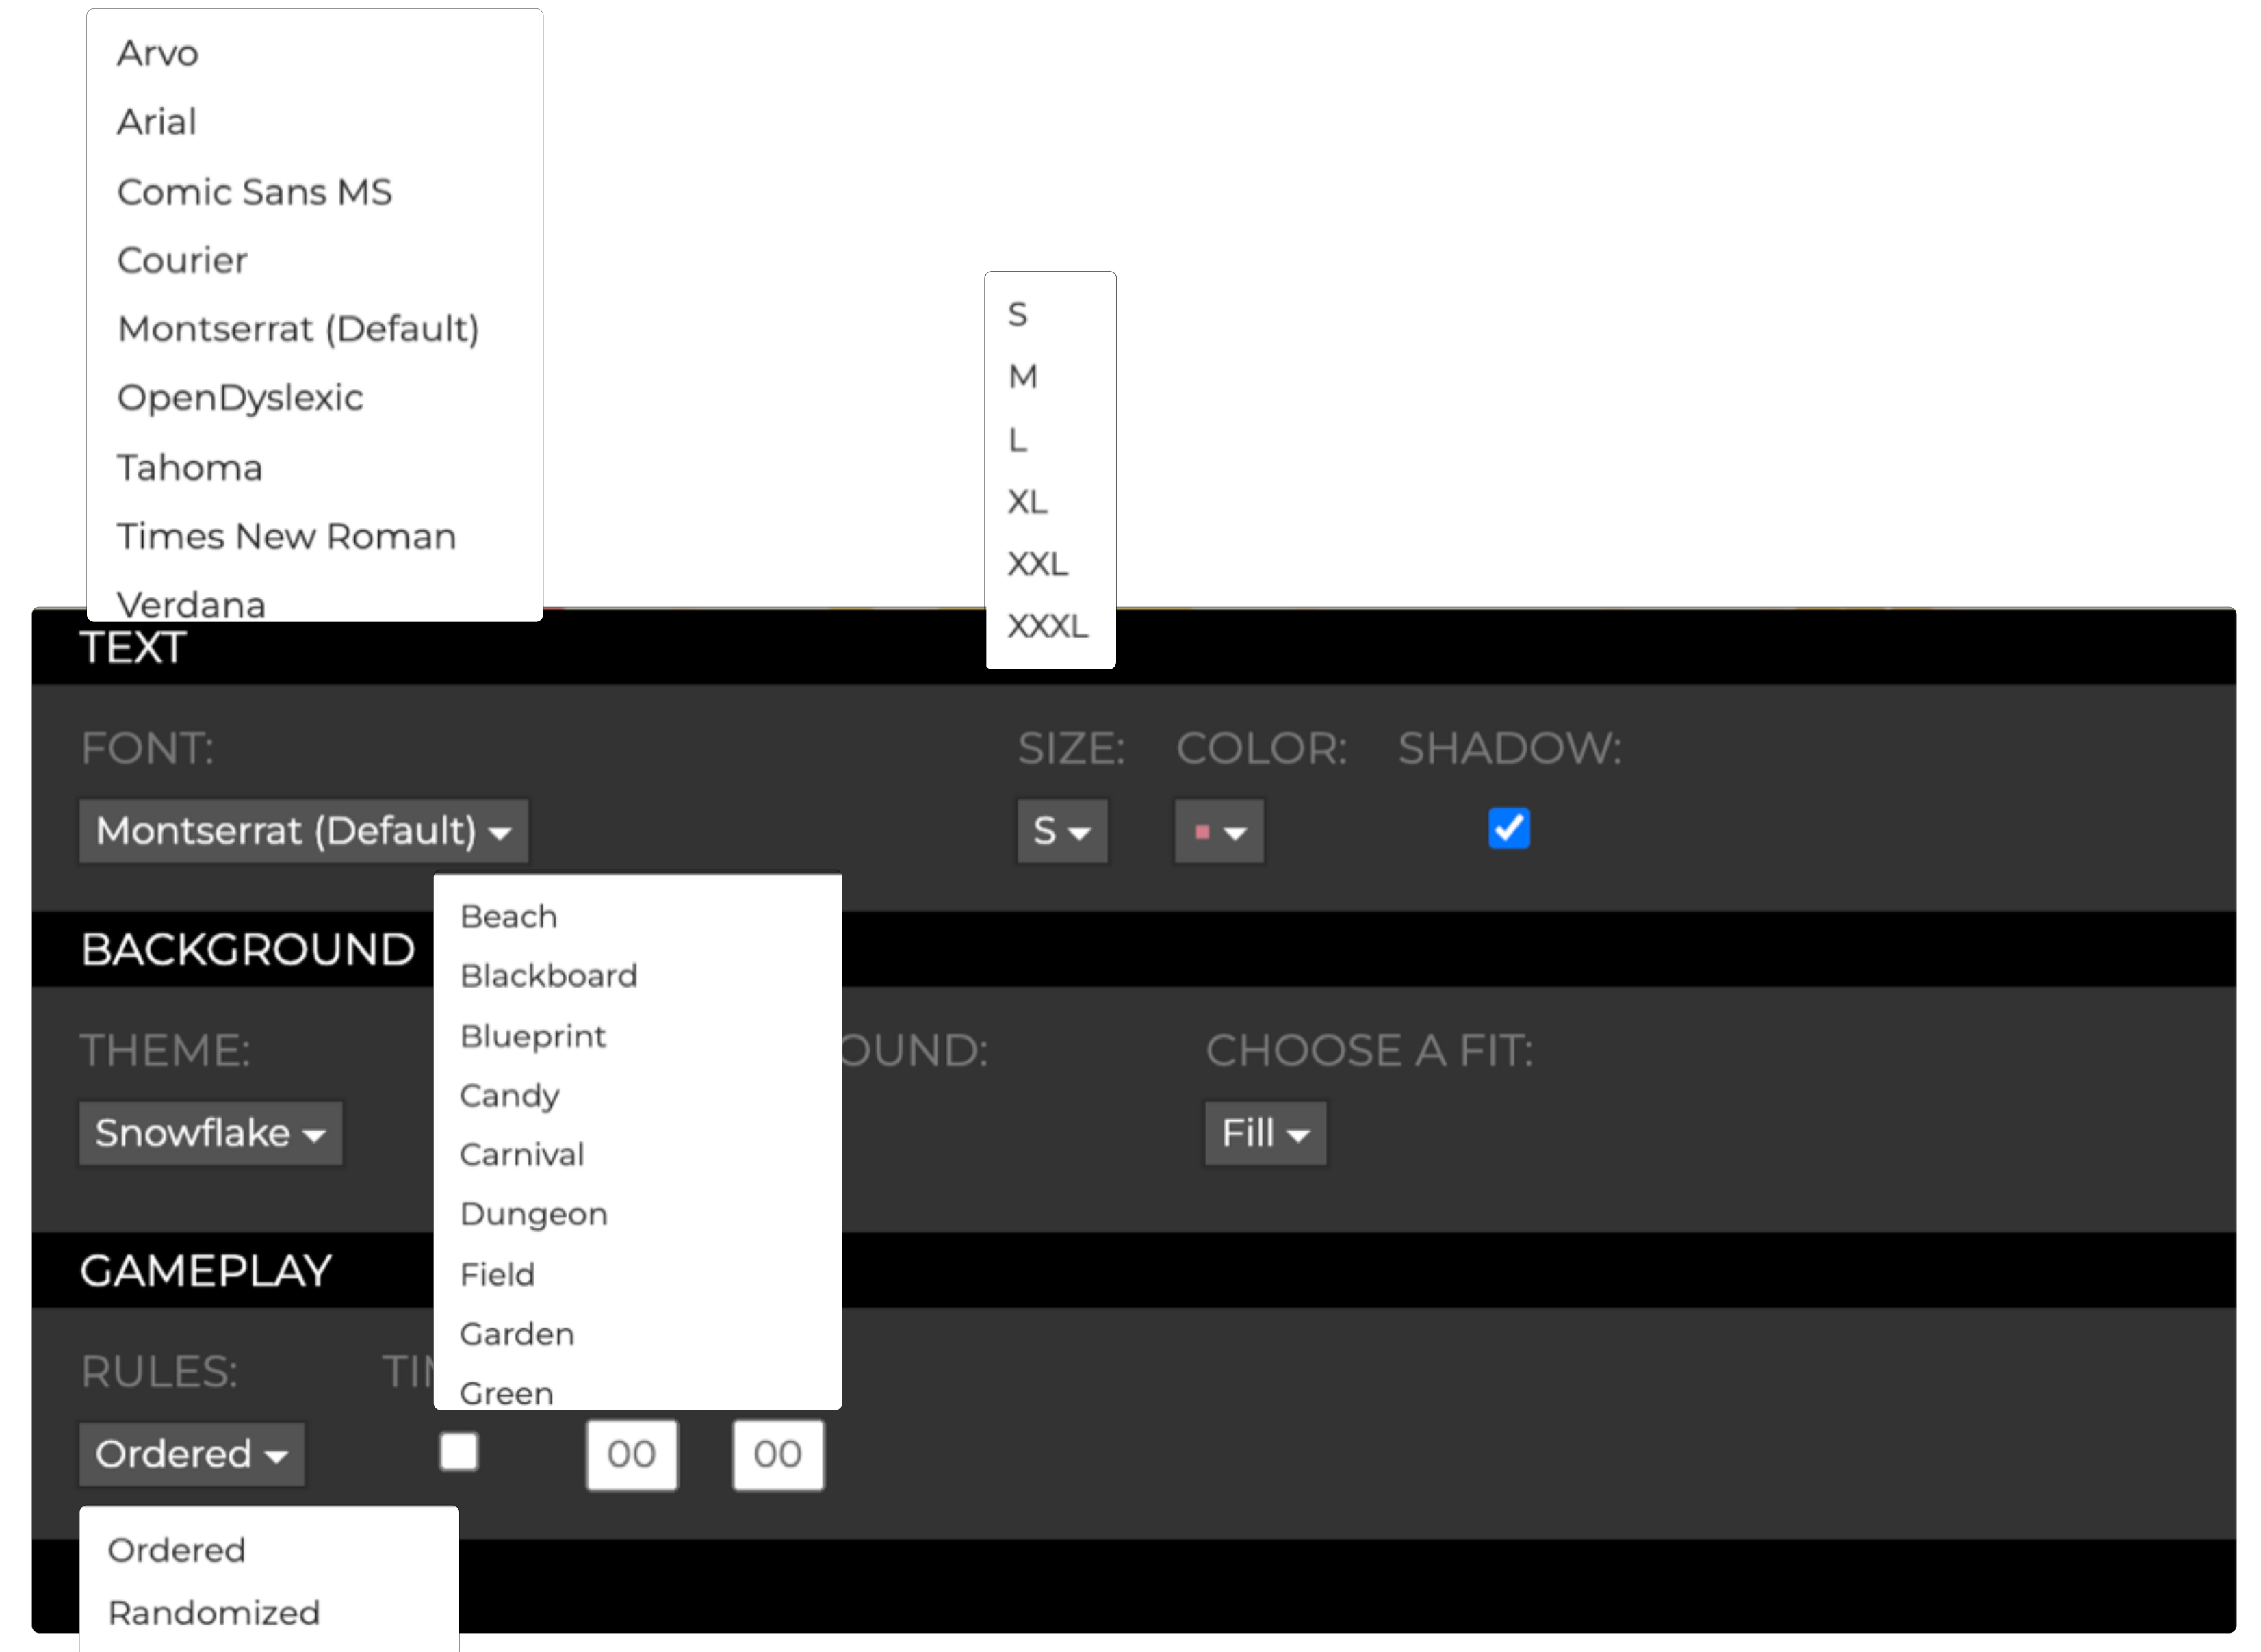 Arvo
Arial
Comic Sans MS
Courier
Montserrat (Default)
OpenDyslexic
Tahoma
Times New Roman
Verdana
S
M
L
XL
XXL
XXXL
TEXT
FONT: SIZE: COLOR: SHADOW:
Montserrat (Default) S
Beach
Blackboard
Blueprint
Candy
Carnival
Dungeon
Field
Garden
Green
BACKGROUND
THEME: OUND: CHOOSE A FIT:
Snowflake Fill
GAMEPLAY
RULES: TI
Ordered 00 00
Ordered
Randomized